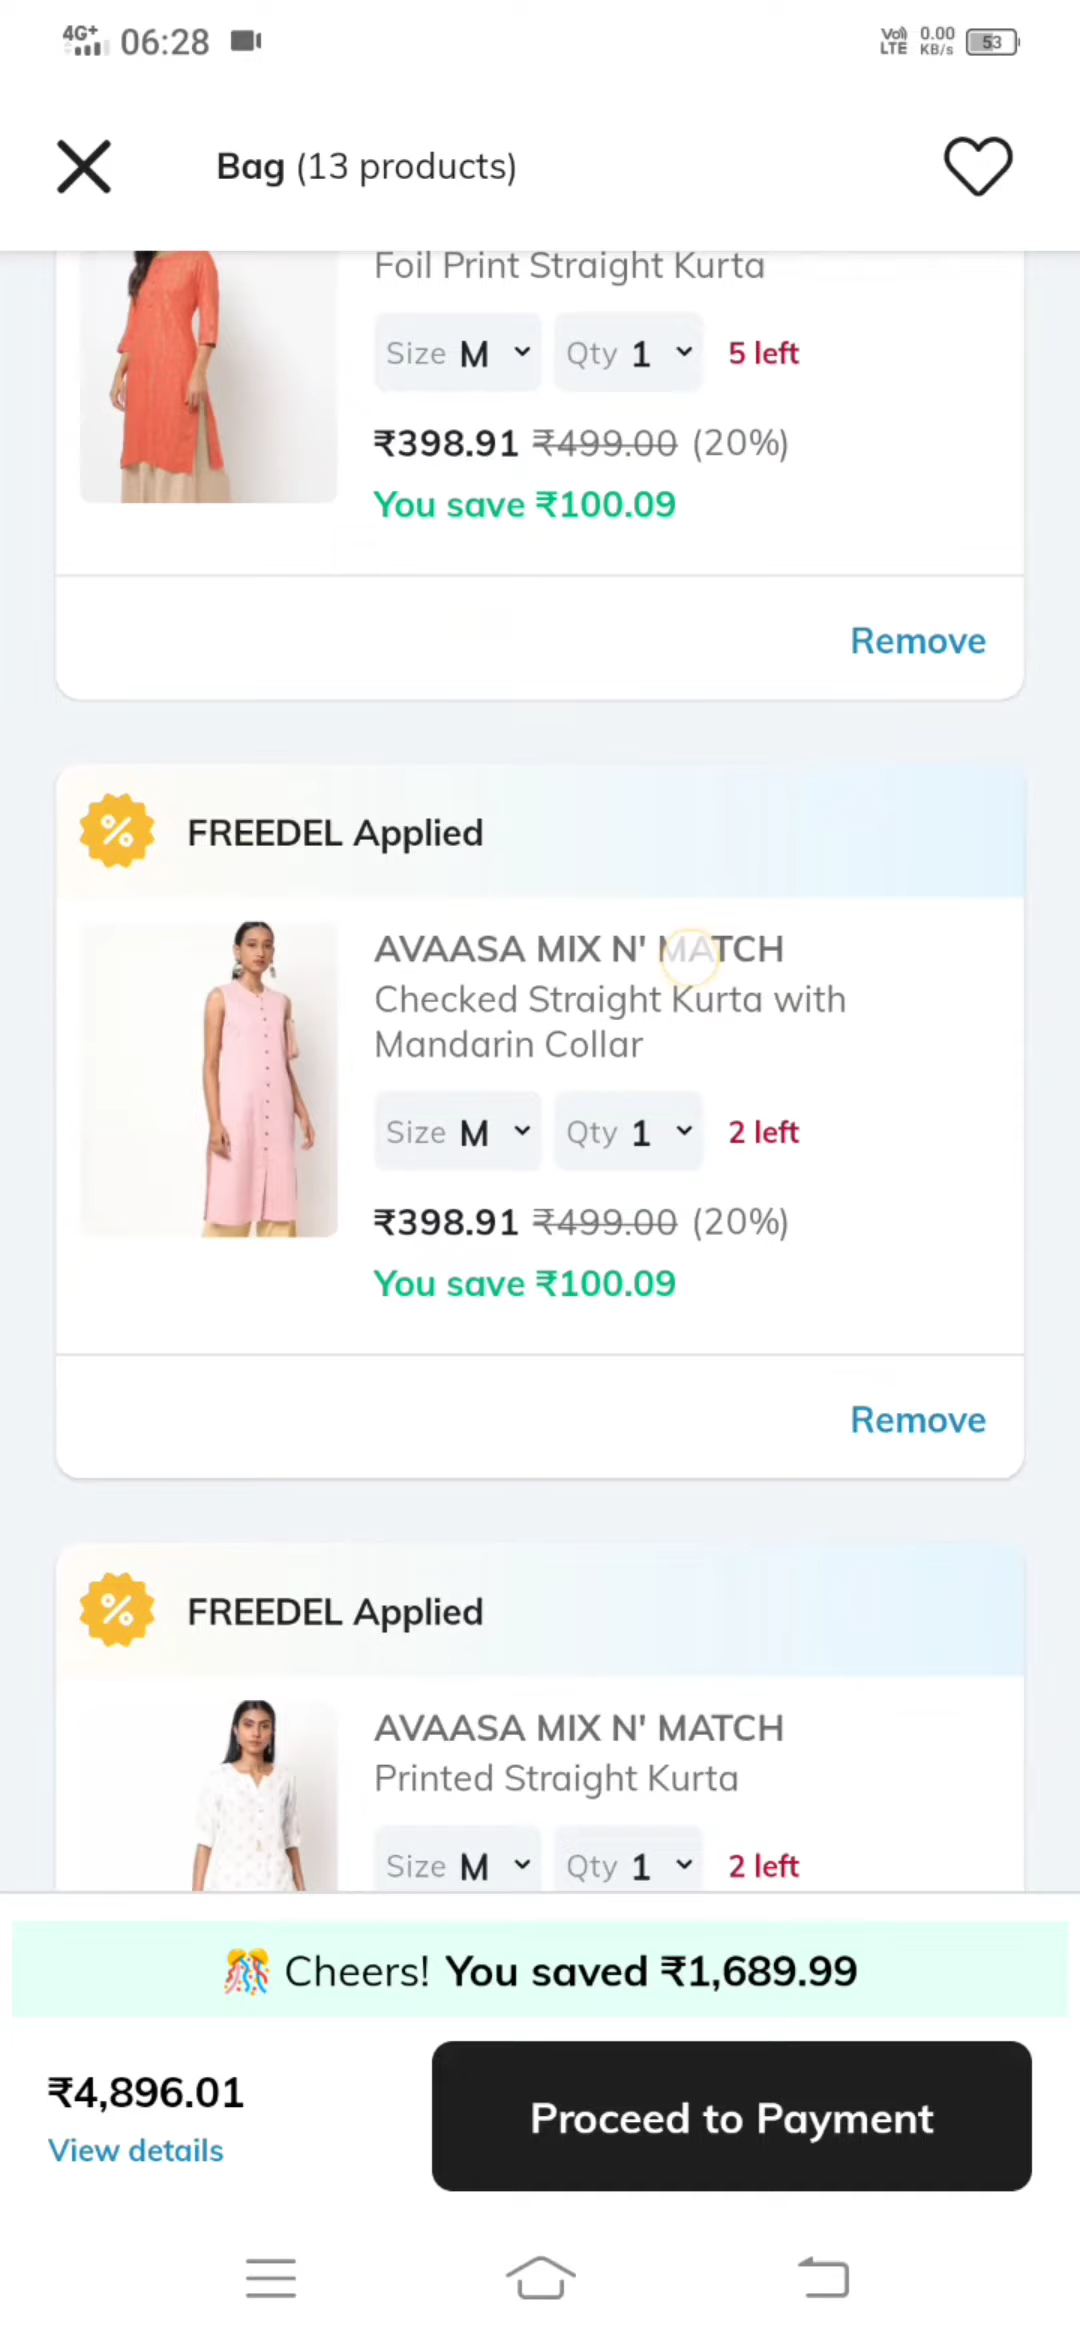 4G+ 06:28 Vo)) LTE 0.00 KB/s 53
Bag (13 products)
Foil Print Straight Kurta
Size M Qty 1 5 left
₹398.91 ₹499.00 (20%)
You save ₹100.09
Remove
% FREEDEL Applied
AVAASA MIX N' MATCH
Checked Straight Kurta with
Mandarin Collar
Size M Qty 1 2 left
₹398.91 ₹499.00 (20%)
You save ₹100.09
Remove
% FREEDEL Applied
AVAASA MIX N' MATCH
Printed Straight Kurta
Size M Qty 1 2 left
Cheers! You saved ₹1,689.99
₹4,896.01
View details
Proceed to Payment